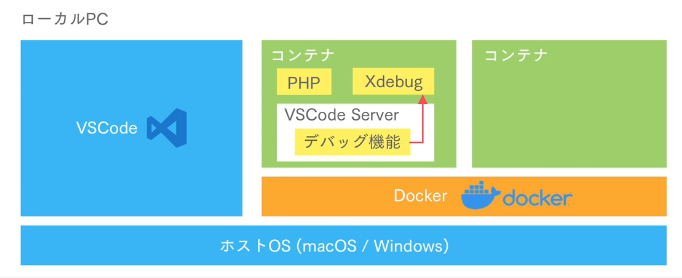 ローカルPC
VSCode
コンテナ
PHP
Xdebug
VSCode Server
デバッグ機能
コンテナ
Docker
docker
ホストOS (macOS / Windows)